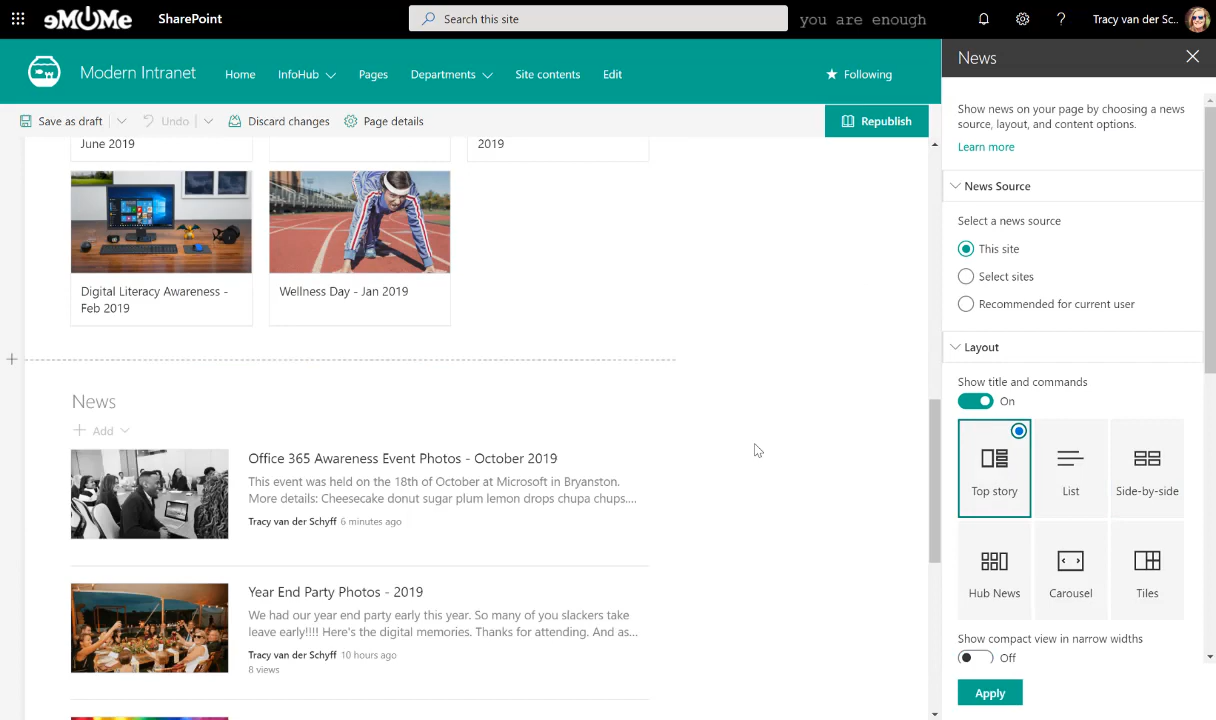 eMOMe
SharePoint
Search this site
you are enough
Tracy van der Sc..
Modern Intranet
Home
InfoHub
Pages
Departments
Site contents
Edit
Following
Save as draft
Undo
Discard changes
Page details
Republish
June 2019
2019
Digital Literacy Awareness -
Feb 2019
Wellness Day - Jan 2019
News
Add
Office 365 Awareness Event Photos - October 2019
This event was held on the 18th of October at Microsoft in Bryanston.
More details: Cheesecake donut sugar plum lemon drops chupa chups....
Tracy van der Schyff 6 minutes ago
Year End Party Photos - 2019
We had our year end party early this year. So many of you slackers take
leave early!!!! Here's the digital memories. Thanks for attending. And as...
Tracy van der Schyff 10 hours ago
8 views
News
Show news on your page by choosing a news
source, layout, and content options.
Learn more
News Source
Select a news source
This site
Select sites
Recommended for current user
Layout
Show title and commands
On
Top story
List
Side-by-side
Hub News
Carousel
Tiles
Show compact view in narrow widths
Off
Apply